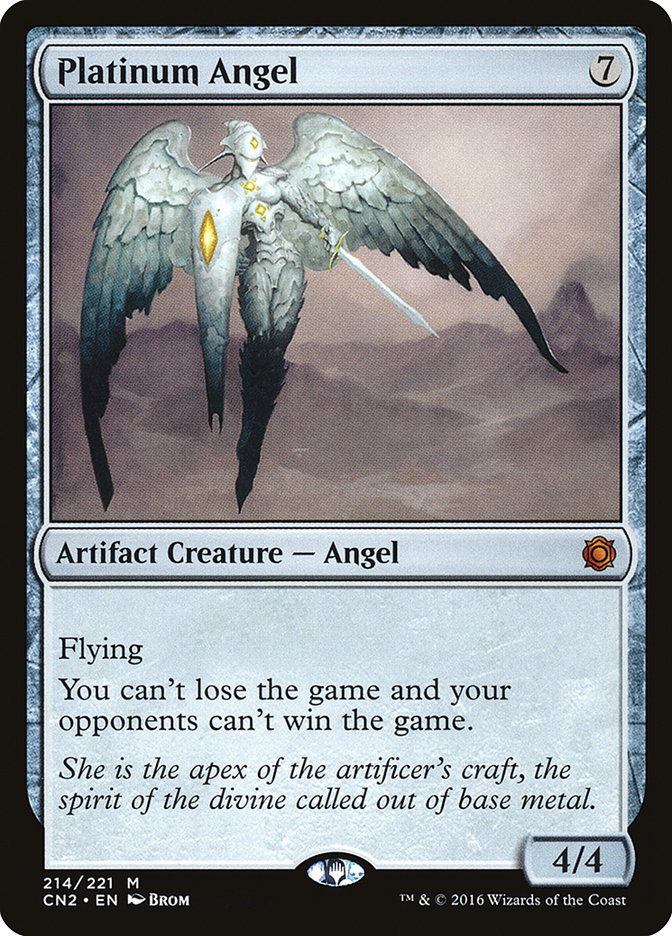 Platinum Angel 7
Artifact Creature — Angel
Flying
You can't lose the game and your
opponents can't win the game.
She is the apex of the artificer's craft, the
spirit of the divine called out of base metal.
4/4
214/221 M
CN2 • EN Brom
™ & © 2016 Wizards of the Coast